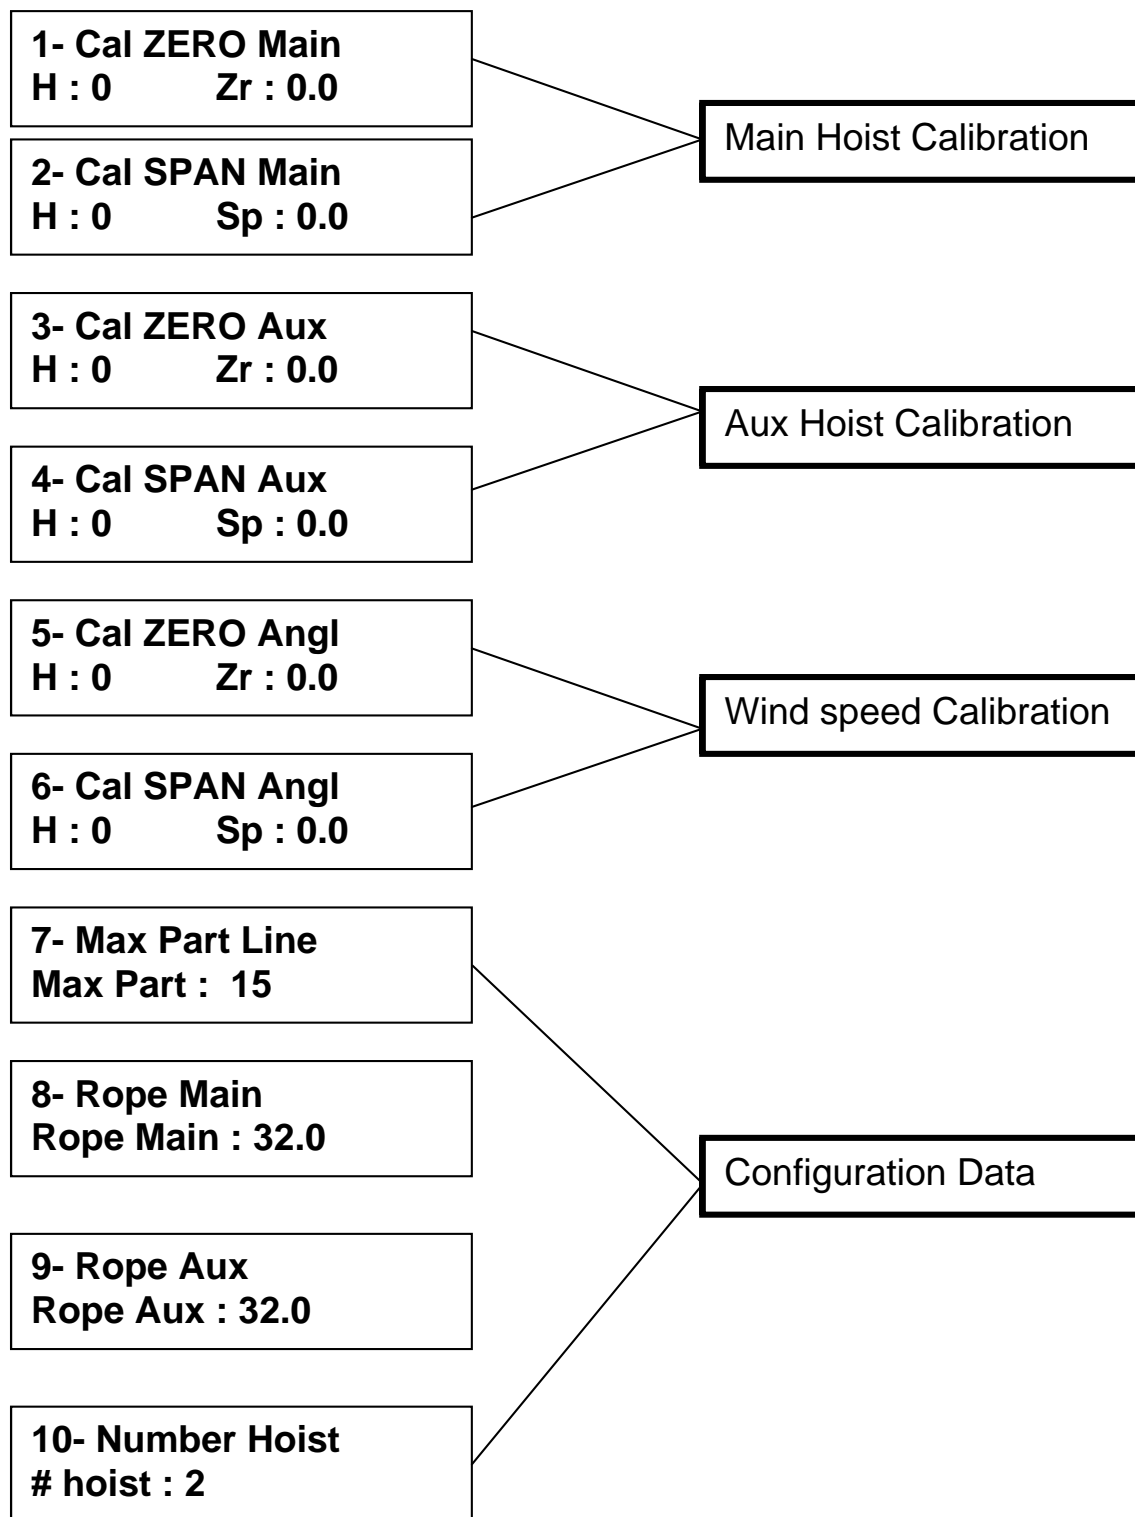 1- Cal ZERO Main
H : 0 Zr : 0.0
2- Cal SPAN Main
H : 0 Sp : 0.0
Main Hoist Calibration
3- Cal ZERO Aux
H : 0 Zr : 0.0
4- Cal SPAN Aux
H : 0 Sp : 0.0
Aux Hoist Calibration
5- Cal ZERO Angl
H : 0 Zr : 0.0
6- Cal SPAN Angl
H : 0 Sp : 0.0
Wind speed Calibration
7- Max Part Line
Max Part : 15
8- Rope Main
Rope Main : 32.0
9- Rope Aux
Rope Aux : 32.0
10- Number Hoist
# hoist : 2
Configuration Data